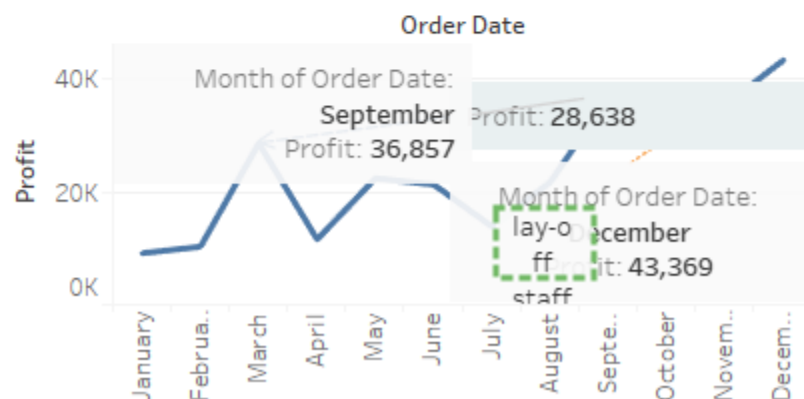 Order Date
40K
Month of Order Date:
September
Profit: 36,857
Profit: 28,638
Profit
20K
Month of Order Date:
December
Profit: 43,369
lay-o
ff
staff
0K
January
Februa..
March
April
May
June
July
August
Septe..
October
Novem..
Decem..